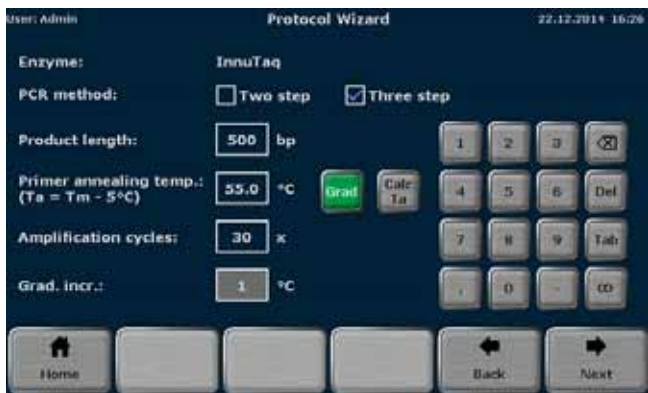 User: Admin Protocol Wizard 22.12.2014 16:26
Enzyme: InnuTaq
PCR method: Two step Three step
Product length: 500 bp
1 2 3
Primer annealing temp.: 55.0 °C Grad Calc Ta
(Ta = Tm - 5°C)
4 5 6 Del
Amplification cycles: 30 x
7 8 9 Tab
Grad. incr.: 1 °C
. 0 - ∞
Home Back Next